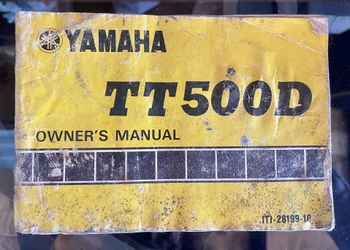 YAMAHA
TT500D
OWNER'S MANUAL
1T1-28199-10